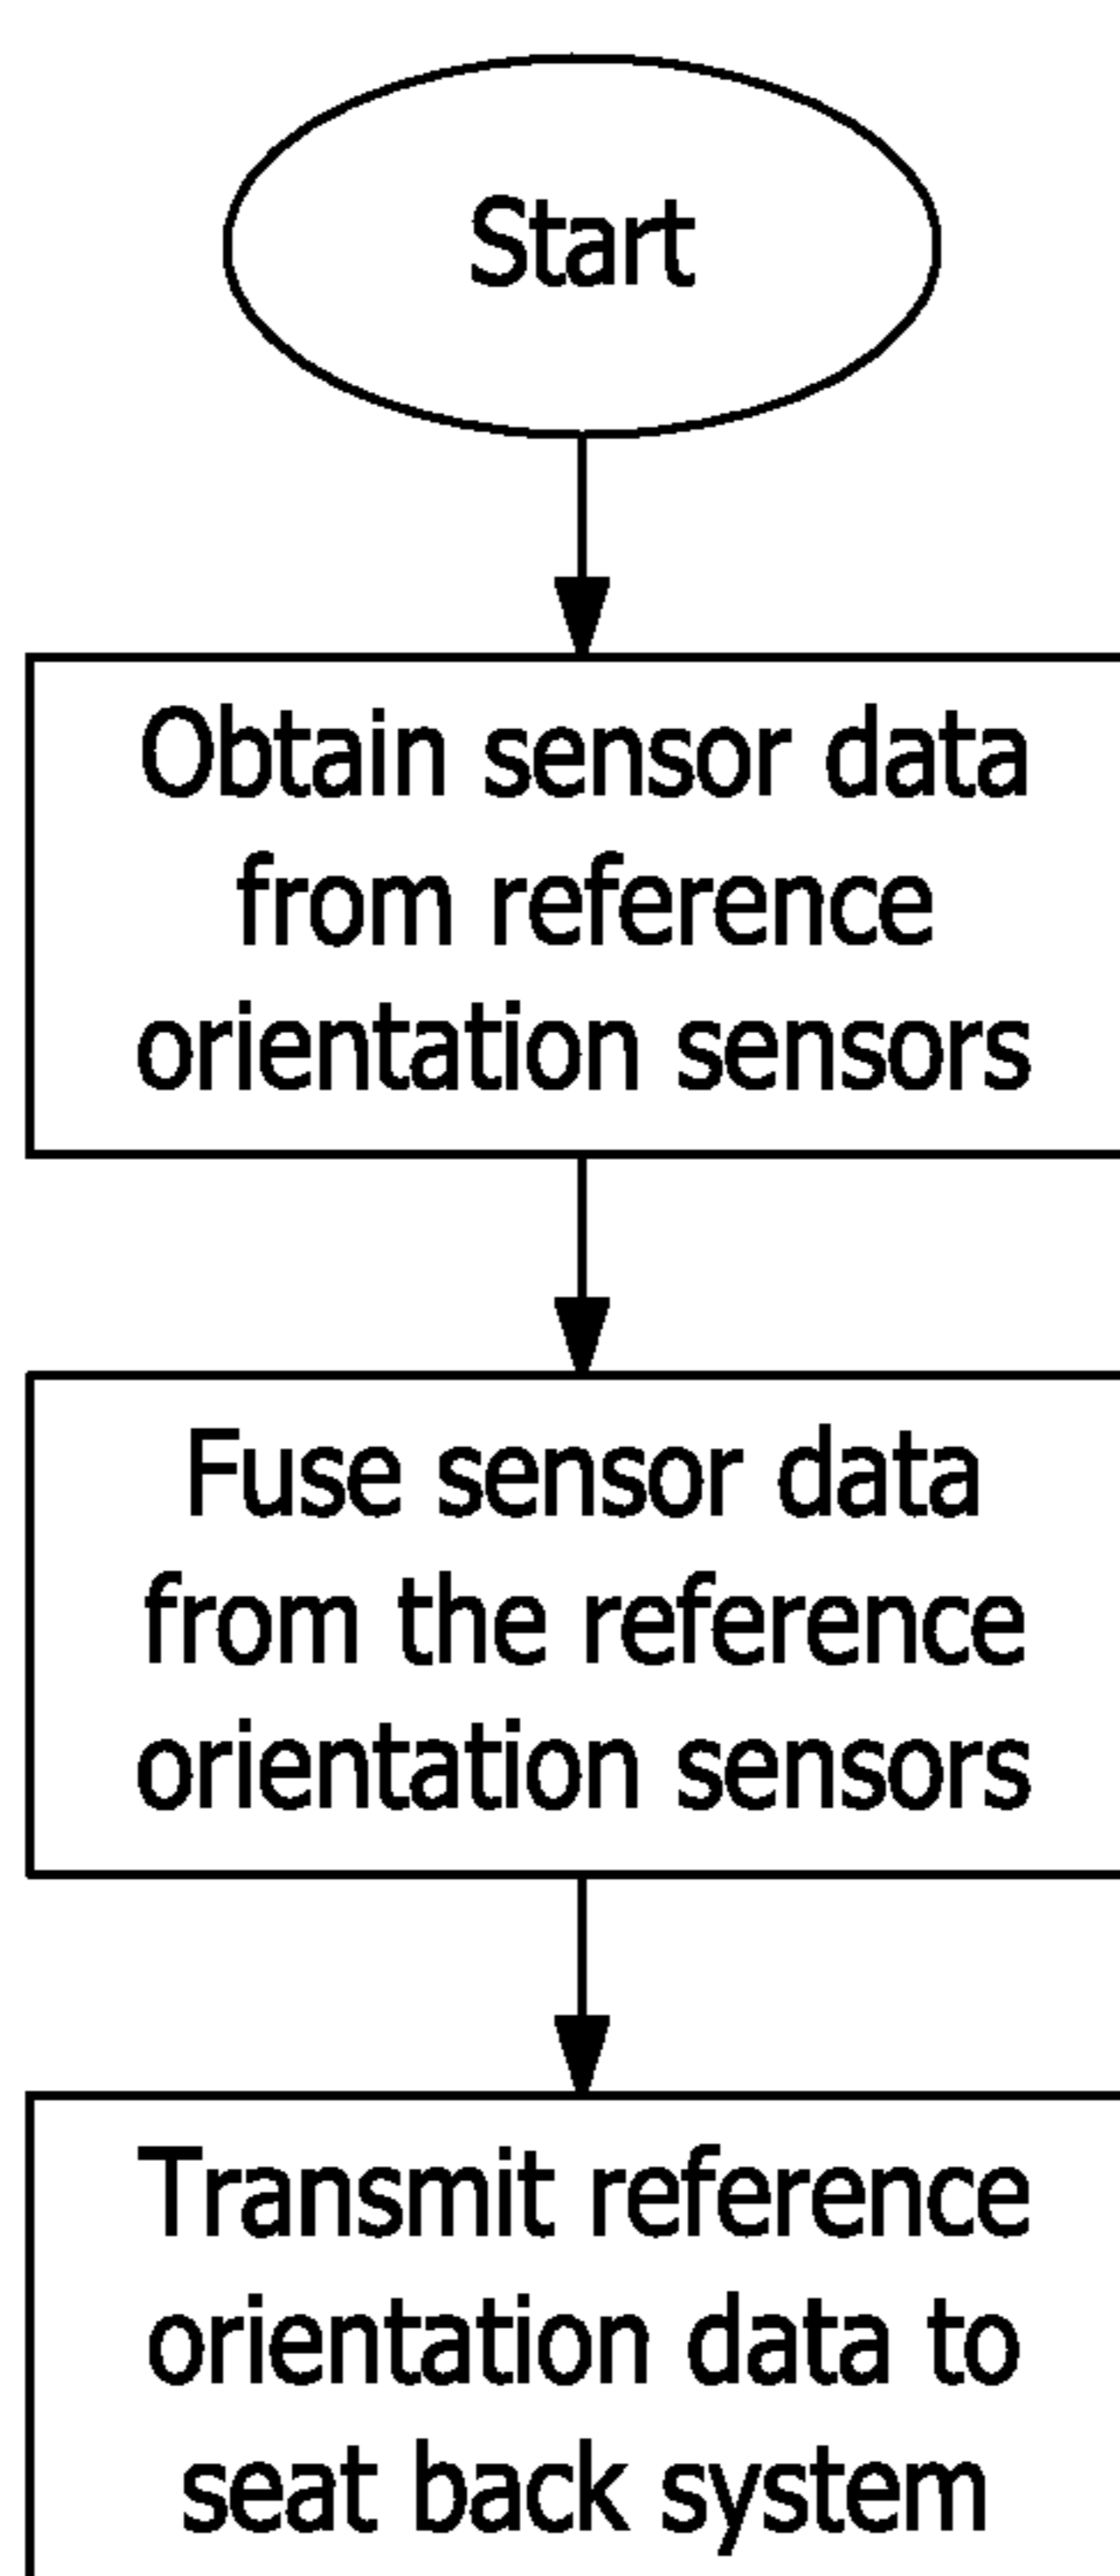 Start
Obtain sensor data
from reference
orientation sensors
Fuse sensor data
from the reference
orientation sensors
Transmit reference
orientation data to
seat back system